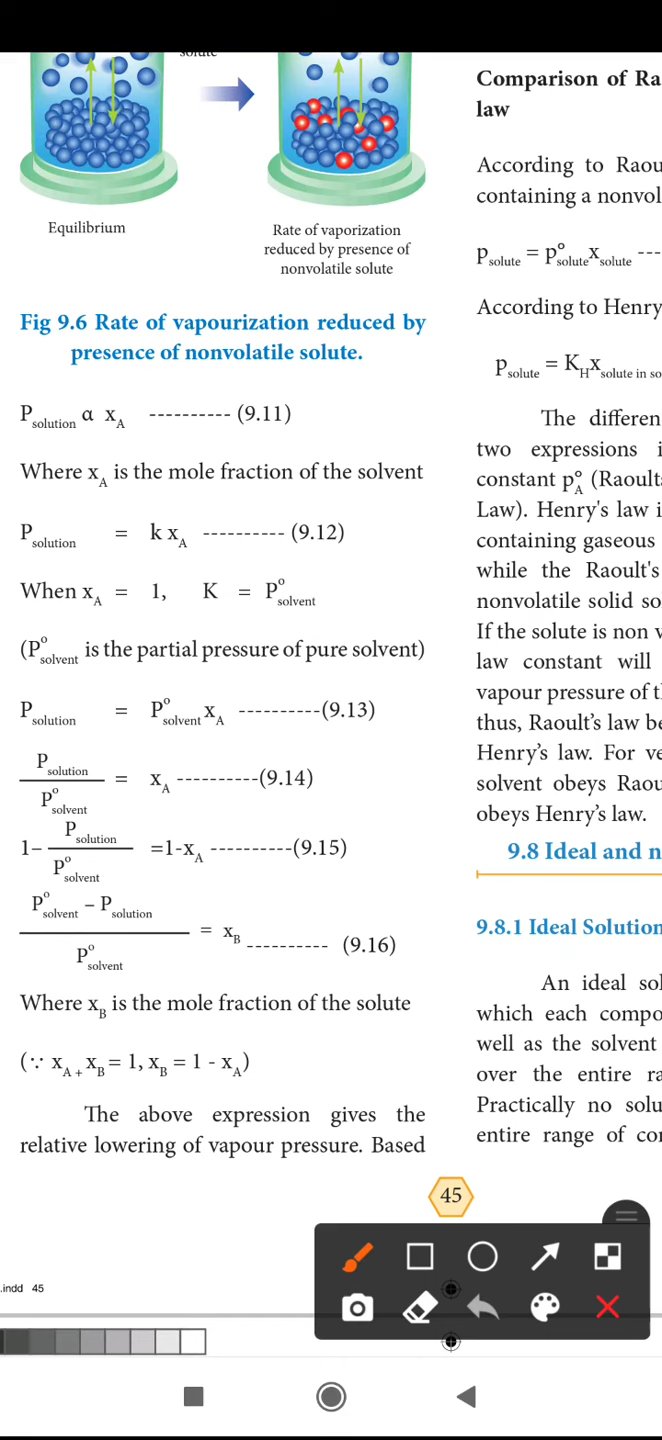 solute
Equilibrium
Rate of vaporization
reduced by presence of
nonvolatile solute
Fig 9.6 Rate of vapourization reduced by
presence of nonvolatile solute.
P_solution α x_A ---------- (9.11)
Where x_A is the mole fraction of the solvent
P_solution = k x_A ---------- (9.12)
When x_A = 1, K = P°_solvent
(P°_solvent is the partial pressure of pure solvent)
P_solution = P°_solvent x_A ----------(9.13)
P_solution / P°_solvent = x_A ----------(9.14)
1– P_solution / P°_solvent =1-x_A ----------(9.15)
P°_solvent – P_solution / P°_solvent = x_B ---------- (9.16)
Where x_B is the mole fraction of the solute
(∵ x_A + x_B = 1, x_B = 1 - x_A)
The above expression gives the
relative lowering of vapour pressure. Based
Comparison of Ra
law
According to Raou
containing a nonvol
p_solute = p°_solute x_solute ---
According to Henry
p_solute = K_H x_solute in so
The differen
two expressions i
constant p°_A (Raoults
Law). Henry's law i
containing gaseous
while the Raoult's
nonvolatile solid so
If the solute is non v
law constant will
vapour pressure of t
thus, Raoult’s law be
Henry’s law. For ve
solvent obeys Raou
obeys Henry’s law.
9.8 Ideal and n
9.8.1 Ideal Solution
An ideal sol
which each compo
well as the solvent
over the entire ra
Practically no solu
entire range of con
45
.indd 45